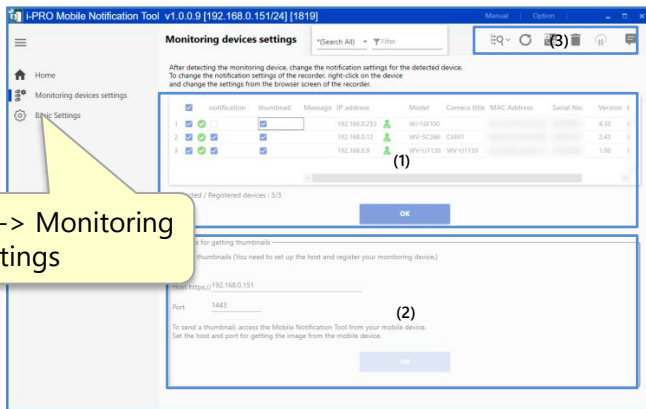 i-PRO Mobile Notification Tool v1.0.0.9 [192.168.0.151/24] [1819]
Manual | Option |
Monitoring devices settings
*(Search All) Filter
(3)
After detecting the monitoring device, change the notification settings for the detected device.
To change the notification settings of the recorder, right-click on the device
and change the settings from the browser screen of the recorder.
Home
Monitoring devices settings
Basic Settings
notification thumbnail Message IP address Model Camera title MAC Address Serial No. Version
1 192.168.0.253 WJ-NX100 4.30
2 192.168.0.12 WV-SC386 CAM1 2.43
3 192.168.0.9 WV-U1130 WV-U1130 1.00
(1)
/ Registered devices : 3/5
OK
-> Monitoring
tings
for getting thumbnails
thumbnails (You need to set up the host and register your monitoring device.)
Host https:// 192.168.0.151
Port 1445
(2)
To send a thumbnail, access the Mobile Notification Tool from your mobile device.
Set the host and port for getting the image from the mobile device.
OK